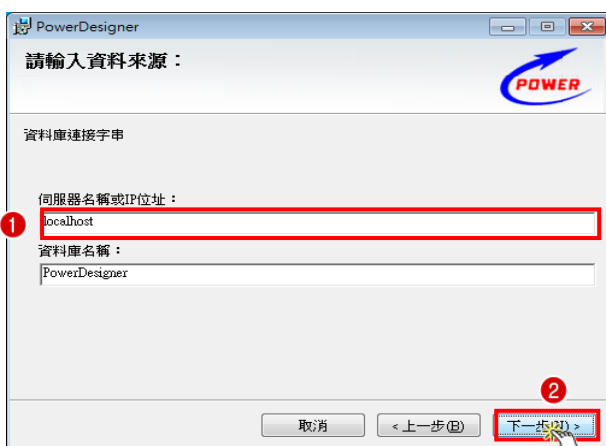 PowerDesigner
請輸入資料來源：
POWER
資料庫連接字串
伺服器名稱或IP位址：
1
localhost
資料庫名稱：
PowerDesigner
2
取消
<上一步(B)
下一步(N) >